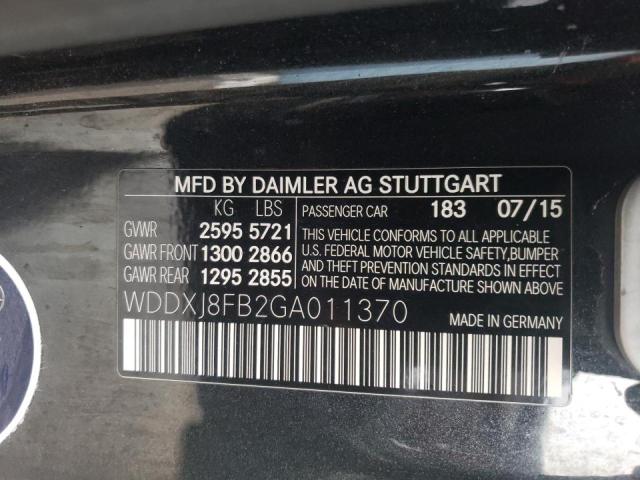 MFD BY DAIMLER AG STUTTGART
KG LBS PASSENGER CAR 183 07/15
GVWR 2595 5721
GAWR FRONT 1300 2866
GAWR REAR 1295 2855
THIS VEHICLE CONFORMS TO ALL APPLICABLE
U.S. FEDERAL MOTOR VEHICLE SAFETY,BUMPER
AND THEFT PREVENTION STANDARDS IN EFFECT
ON THE DATE OF MANUFACTURE SHOWN ABOVE.
WDDXJ8FB2GA011370
MADE IN GERMANY